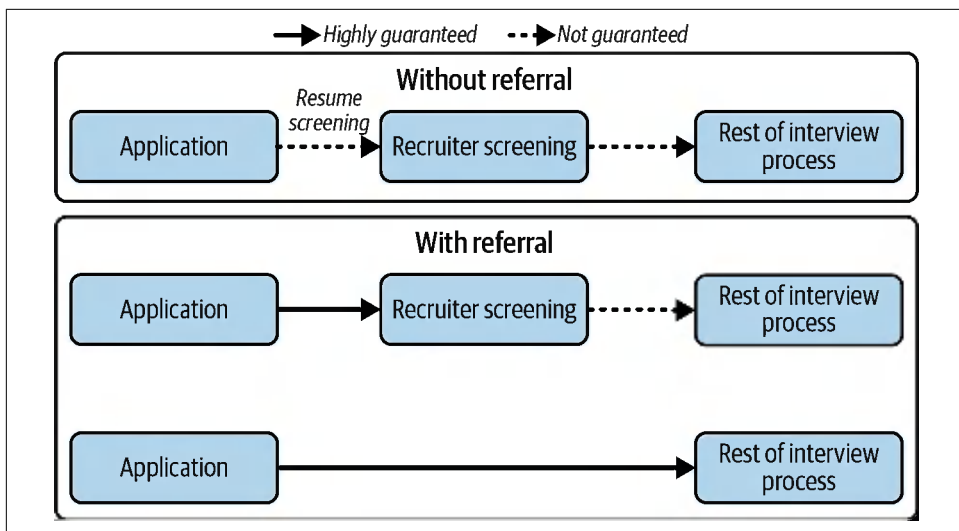 Highly guaranteed
Not guaranteed
Without referral
Resume
screening
Application
Recruiter screening
Rest of interview
process
With referral
Application
Recruiter screening
Rest of interview
process
Application
Rest of interview
process